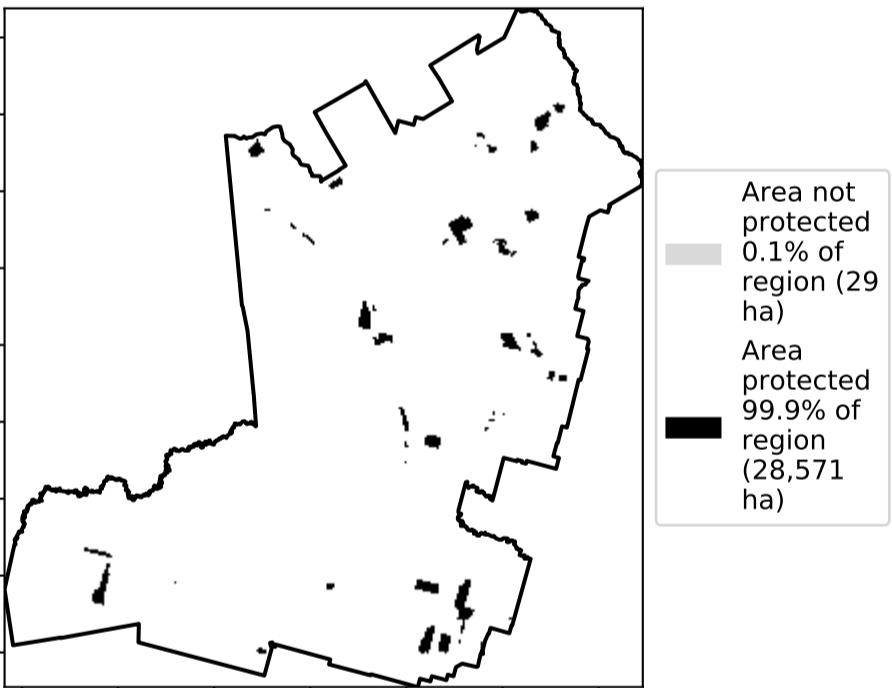 Area not
protected
0.1% of
region (29
ha)
Area
protected
99.9% of
region
(28,571
ha)